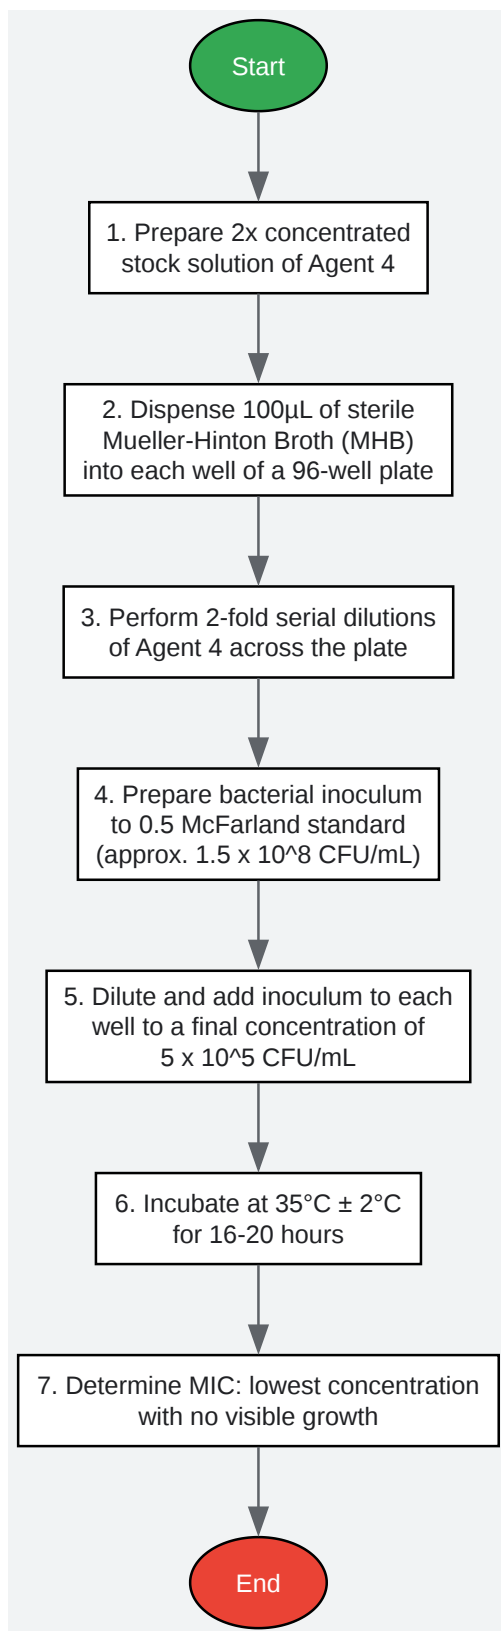 Start
1. Prepare 2x concentrated
stock solution of Agent 4
2. Dispense 100µL of sterile
Mueller-Hinton Broth (MHB)
into each well of a 96-well plate
3. Perform 2-fold serial dilutions
of Agent 4 across the plate
4. Prepare bacterial inoculum
to 0.5 McFarland standard
(approx. 1.5 x 10^8 CFU/mL)
5. Dilute and add inoculum to each
well to a final concentration of
5 x 10^5 CFU/mL
6. Incubate at 35°C ± 2°C
for 16-20 hours
7. Determine MIC: lowest concentration
with no visible growth
End